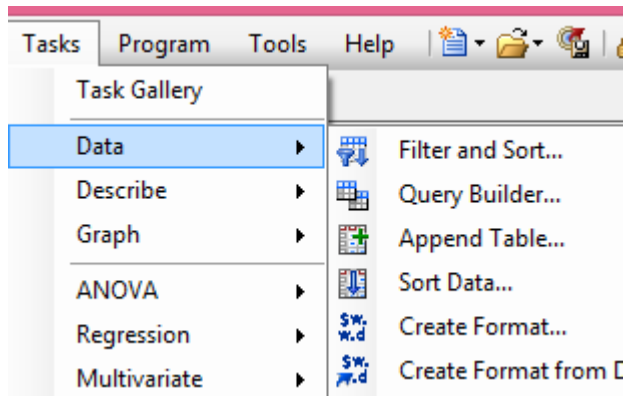 Tasks Program Tools Help
Task Gallery
Data
Describe
Graph
ANOVA
Regression
Multivariate
Filter and Sort...
Query Builder...
Append Table...
Sort Data...
Create Format...
Create Format from D